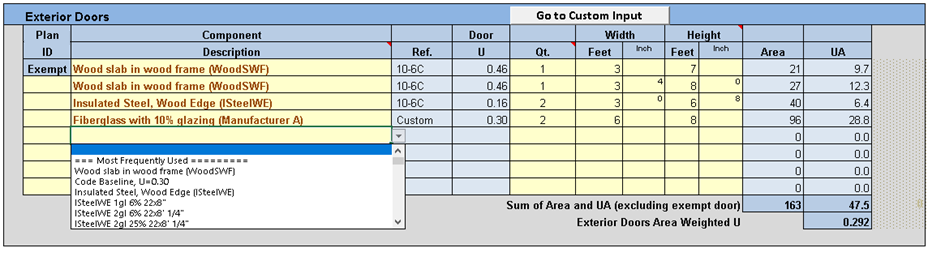 Exterior Doors Go to Custom Input
Plan Component Door Width Height
ID Description Ref. U Qt. Feet Inch Feet Inch Area UA
Exempt Wood slab in wood frame (WoodSWF) 10-6C 0.46 1 3 7 21 9.7
Wood slab in wood frame (WoodSWF) 10-6C 0.46 1 3 4 8 0 27 12.3
Insulated Steel, Wood Edge (ISteelWE) 10-6C 0.16 2 3 0 6 8 40 6.4
Fiberglass with 10% glazing (Manufacturer A) Custom 0.30 2 6 8 96 28.8
0 0.0
0 0.0
0 0.0
0 0.0
=== Most Frequently Used =========
Wood slab in wood frame (WoodSWF)
Code Baseline, U=0.30
Insulated Steel, Wood Edge (ISteelWE)
ISteelWE 1gl 6% 22x8"
ISteelWE 2gl 6% 22x8' 1/4"
ISteelWE 2gl 25% 22x8' 1/4"
Sum of Area and UA (excluding exempt door) 163 47.5
Exterior Doors Area Weighted U 0.292